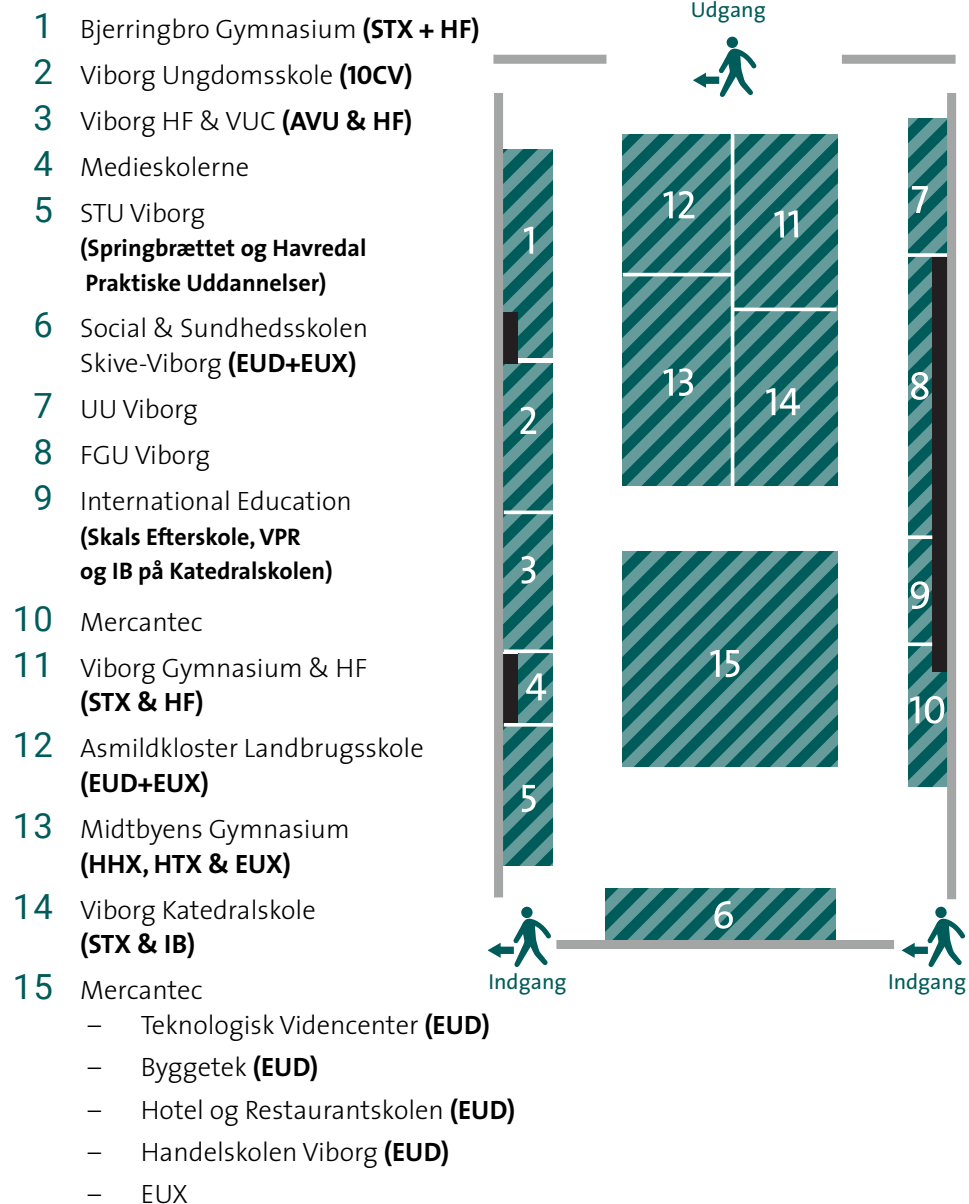 1 Bjerringbro Gymnasium (STX + HF)
2 Viborg Ungdomsskole (10CV)
3 Viborg HF & VUC (AVU & HF)
4 Medieskolerne
5 STU Viborg
(Springbrættet og Havredal
Praktiske Uddannelser)
6 Social & Sundhedsskolen
Skive-Viborg (EUD+EUX)
7 UU Viborg
8 FGU Viborg
9 International Education
(Skals Efterskole, VPR
og IB på Katedralskolen)
10 Mercantec
11 Viborg Gymnasium & HF
(STX & HF)
12 Asmildkloster Landbrugsskole
(EUD+EUX)
13 Midtbyens Gymnasium
(HHX, HTX & EUX)
14 Viborg Katedralskole
(STX & IB)
15 Mercantec
– Teknologisk Videncenter (EUD)
– Byggetek (EUD)
– Hotel og Restaurantskolen (EUD)
– Handelskolen Viborg (EUD)
– EUX
Udgang
1
2
3
4
5
12
11
13
14
15
6
7
8
9
10
Indgang
Indgang